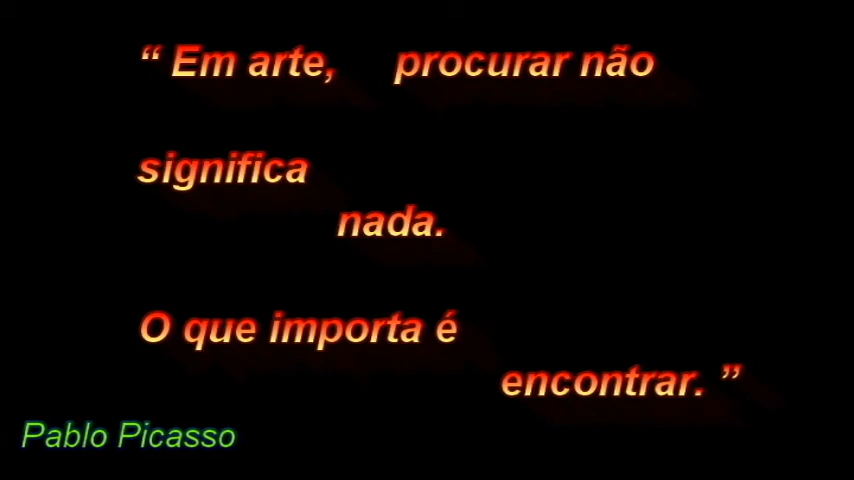 “ Em arte, procurar não
significa
nada.
O que importa é
encontrar. ”
Pablo Picasso